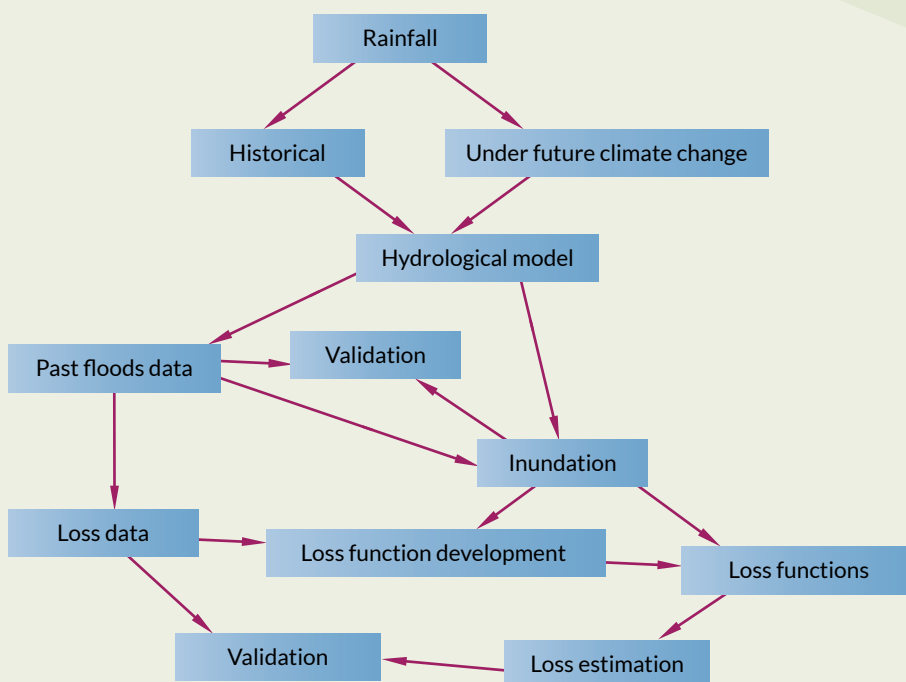 Rainfall
Historical
Under future climate change
Hydrological model
Validation
Past floods data
Inundation
Loss data
Loss function development
Loss functions
Validation
Loss estimation